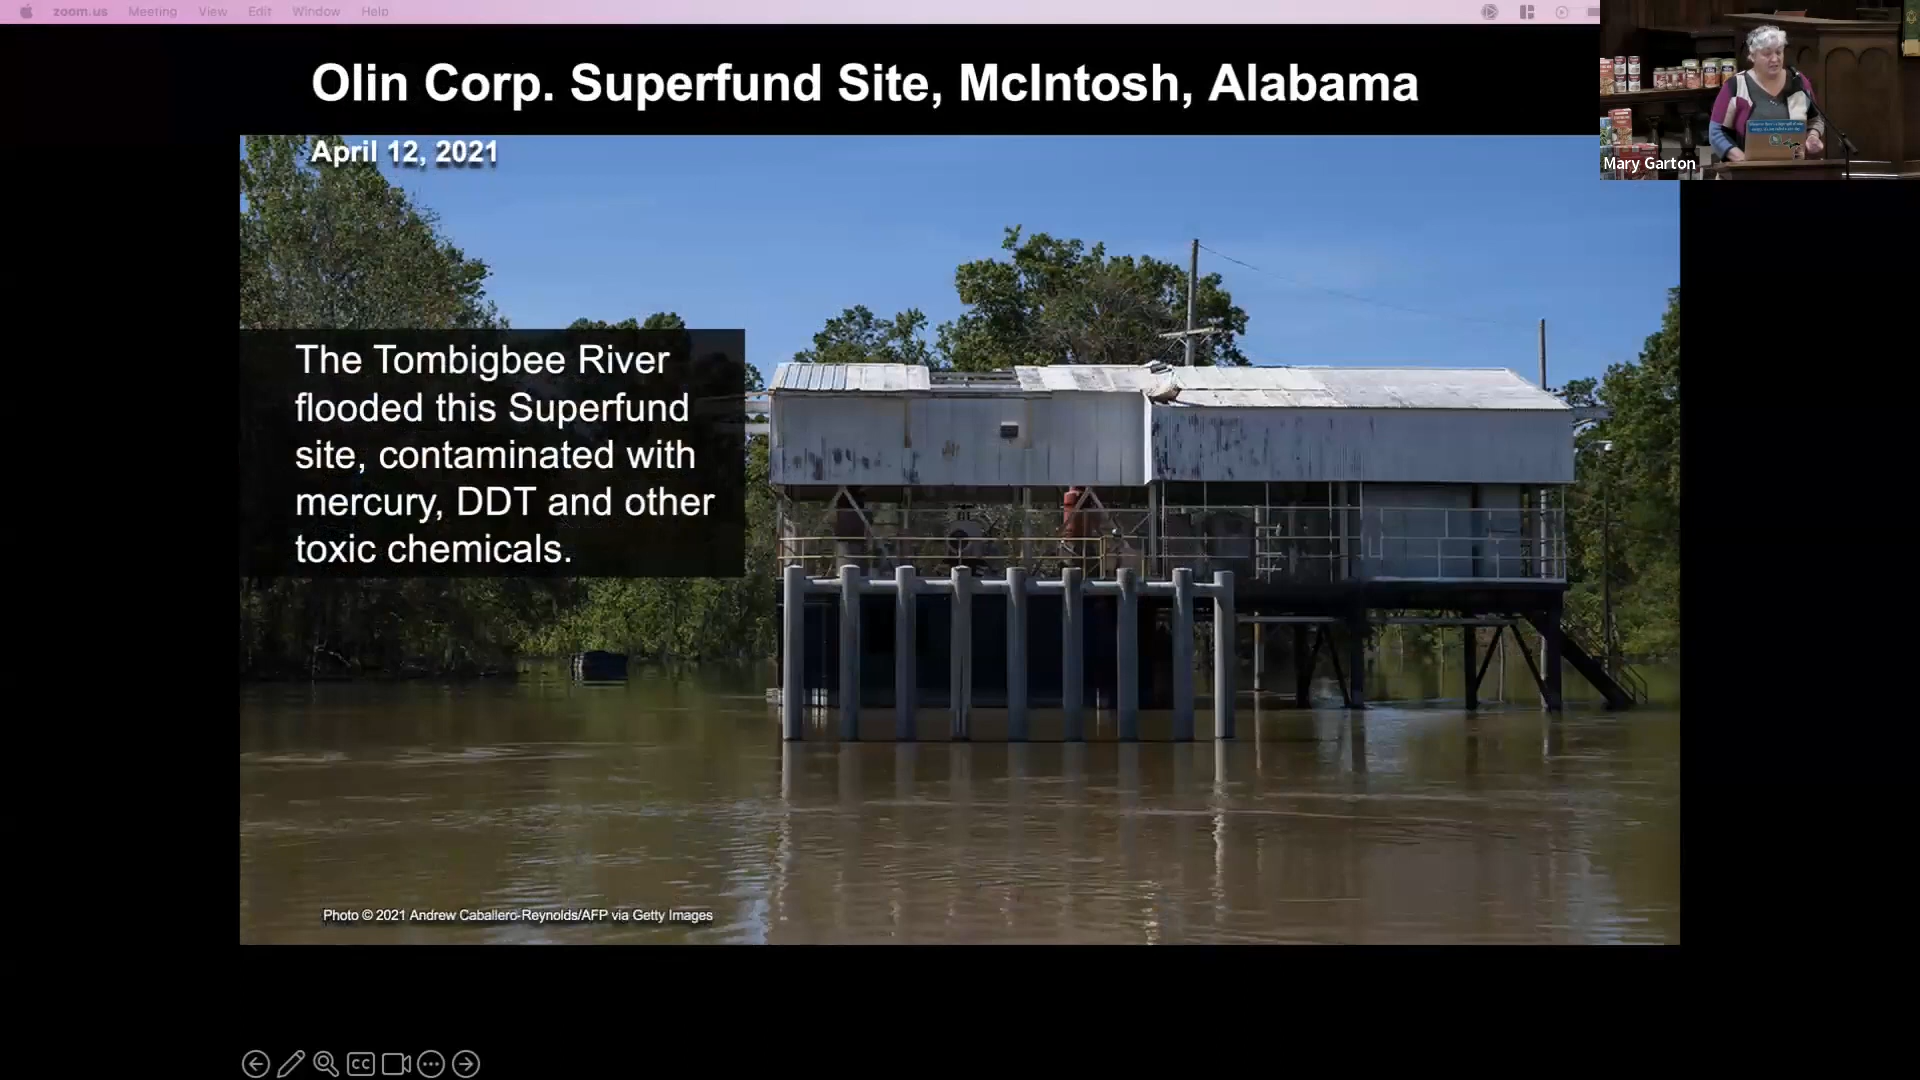 zoom.us Meeting View Edit Window Help
Olin Corp. Superfund Site, McIntosh, Alabama
April 12, 2021
Mary Garton
The Tombigbee River
flooded this Superfund
site, contaminated with
mercury, DDT and other
toxic chemicals.
Photo © 2021 Andrew Caballero-Reynolds/AFP via Getty Images
CC